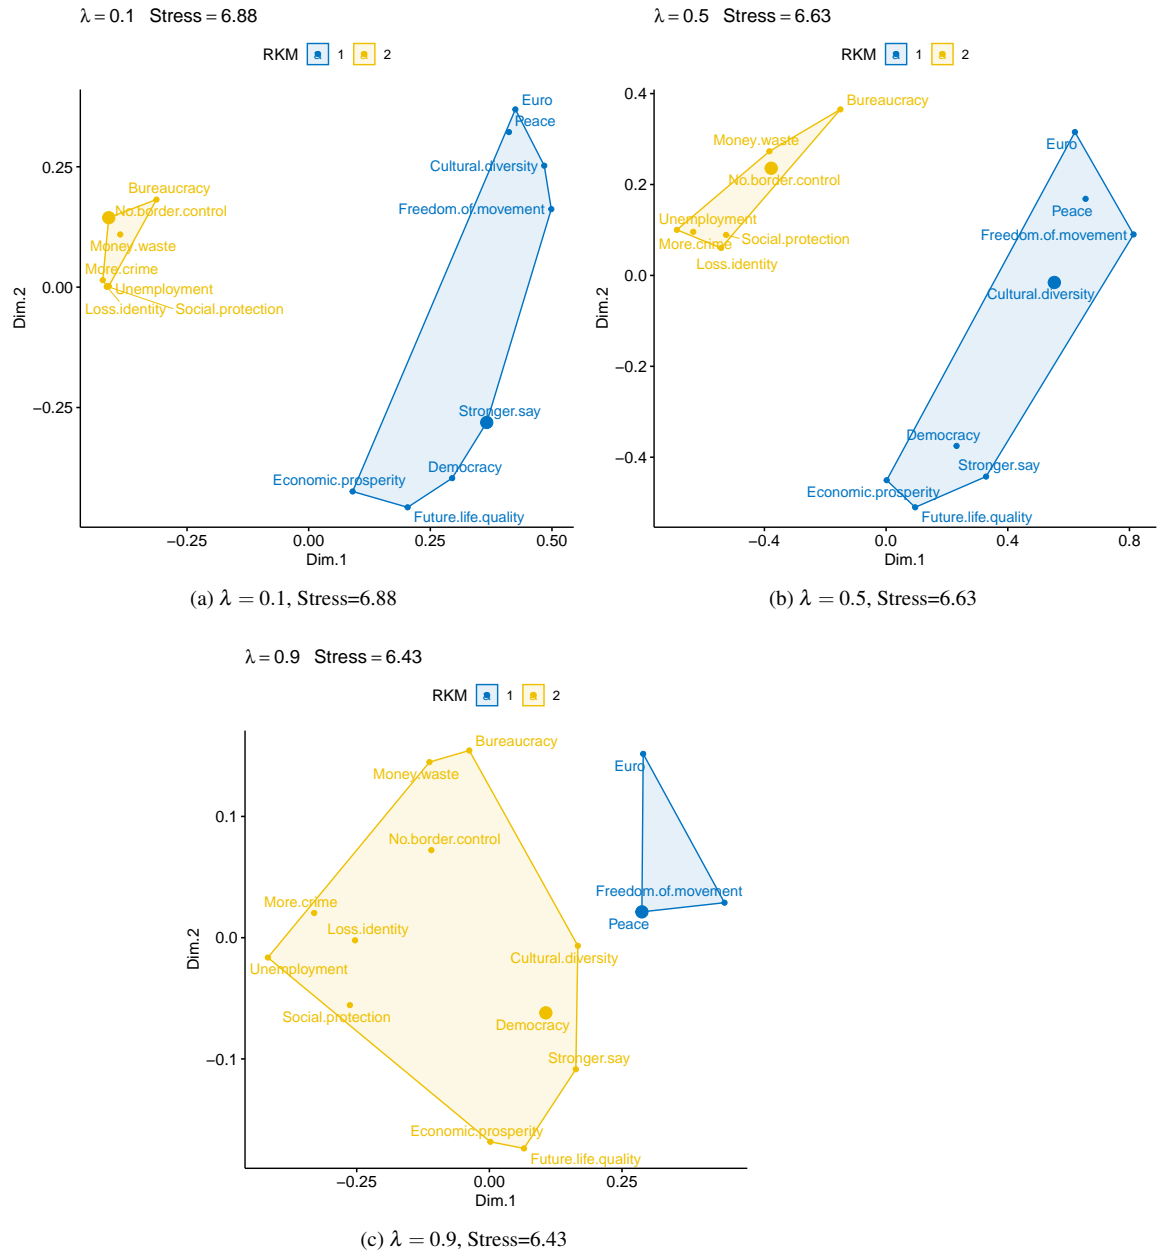 λ = 0.1 Stress = 6.88
RKM 1 2
Euro
Peace
Cultural.diversity
Freedom.of.movement
Bureaucracy
No.border.control
Money.waste
More.crime
Unemployment
Loss.identity
Social.protection
Stronger.say
Democracy
Economic.prosperity
Future.life.quality
0.25
0.00
−0.25
Dim.2
−0.25 0.00 0.25 0.50
Dim.1
(a) λ = 0.1, Stress=6.88
λ = 0.5 Stress = 6.63
RKM 1 2
Bureaucracy
Money.waste
No.border.control
Unemployment
More.crime
Social.protection
Loss.identity
Euro
Peace
Freedom.of.movement
Cultural.diversity
Democracy
Stronger.say
Economic.prosperity
Future.life.quality
0.4
0.2
0.0
−0.2
−0.4
Dim.2
−0.4 0.0 0.4 0.8
Dim.1
(b) λ = 0.5, Stress=6.63
λ = 0.9 Stress = 6.43
RKM 1 2
Bureaucracy
Money.waste
Euro
No.border.control
Freedom.of.movement
More.crime
Peace
Loss.identity
Cultural.diversity
Unemployment
Social.protection
Democracy
Stronger.say
Economic.prosperity
Future.life.quality
0.1
0.0
−0.1
Dim.2
−0.25 0.00 0.25
Dim.1
(c) λ = 0.9, Stress=6.43